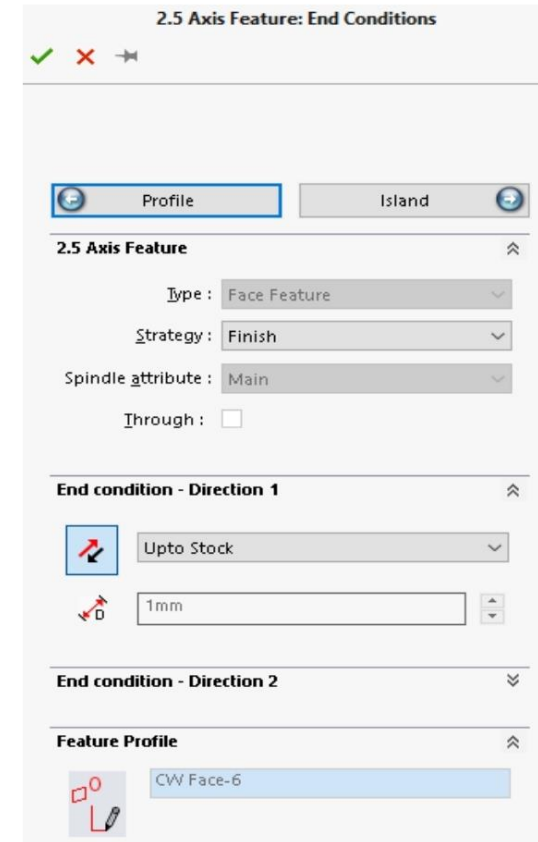 2.5 Axis Feature: End Conditions
Profile
Island
2.5 Axis Feature
Type : Face Feature
Strategy : Finish
Spindle attribute : Main
Through :
End condition - Direction 1
Upto Stock
D 1mm
End condition - Direction 2
Feature Profile
CW Face-6